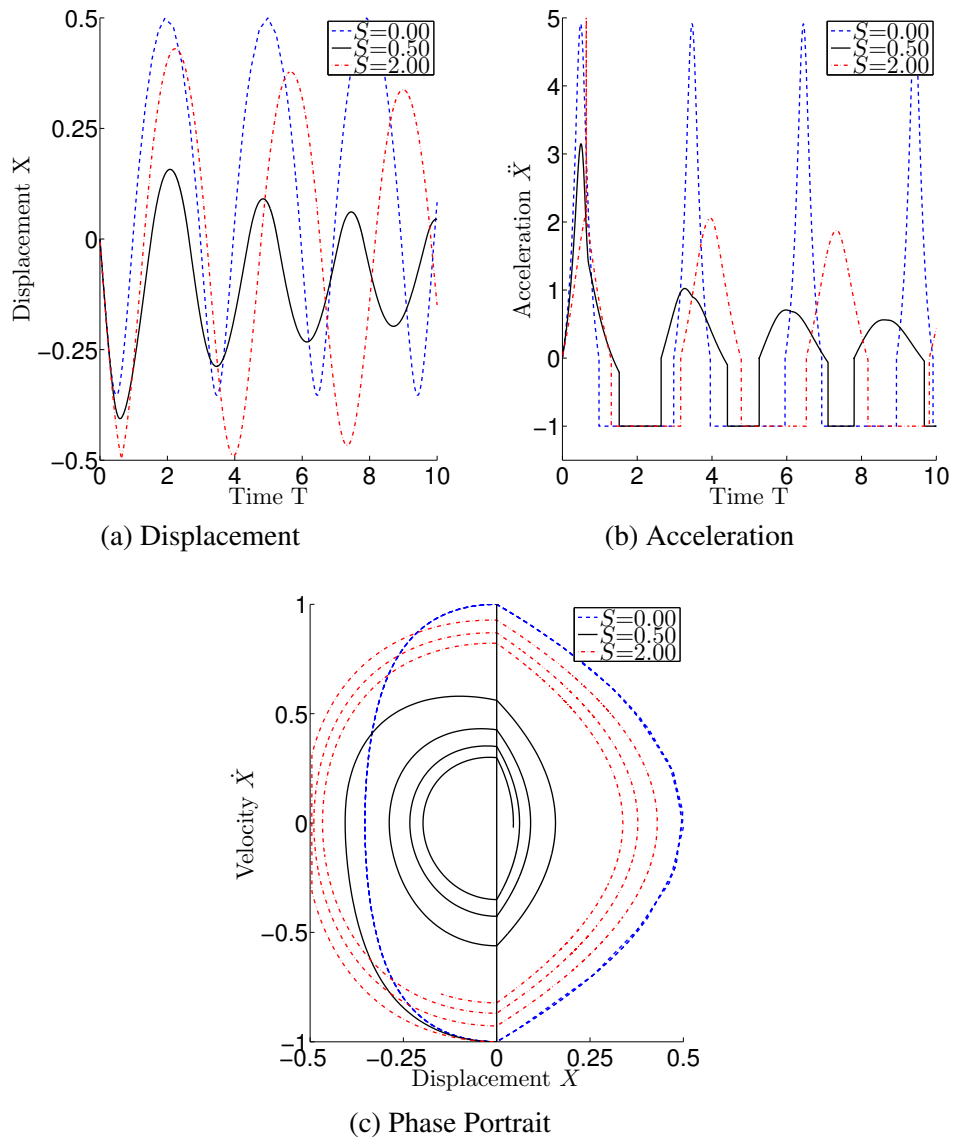 0.5
0.25
0
−0.25
−0.5
0 2 4 6 8 10
Displacement X
Time T
S=0.00
S=0.50
S=2.00
(a) Displacement
5
4
3
2
1
0
−1
0 2 4 6 8 10
Acceleration Ẍ
Time T
S=0.00
S=0.50
S=2.00
(b) Acceleration
1
0.5
0
−0.5
−1
−0.5 −0.25 0 0.25 0.5
Velocity Ẋ
Displacement X
S=0.00
S=0.50
S=2.00
(c) Phase Portrait